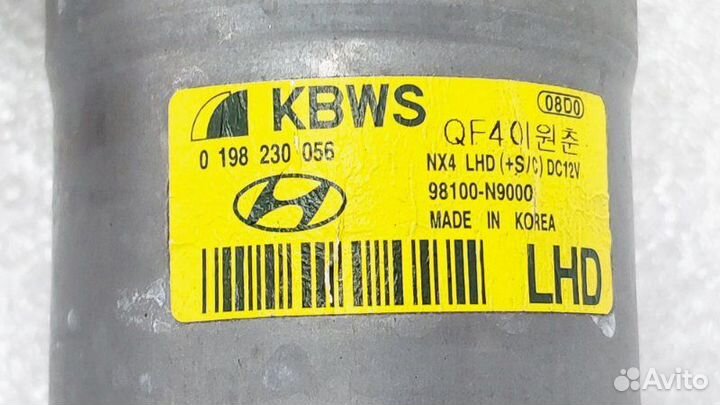 KBWS
08D0
QF4이원춘
0 198 230 056
NX4 LHD (+S/C) DC12V
98100-N9000
MADE IN KOREA
LHD
Avito